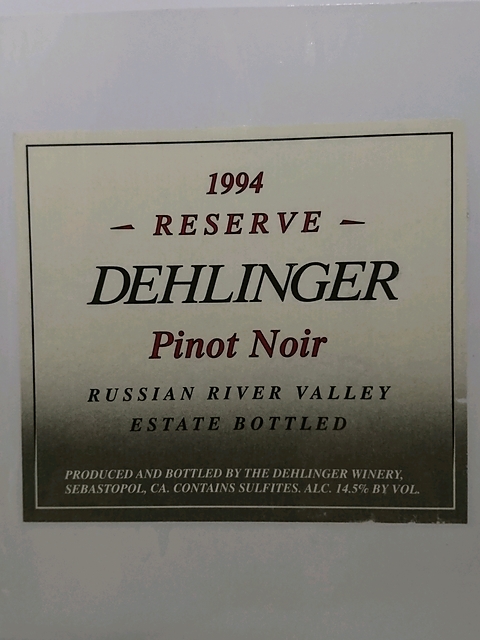 1994
- RESERVE -
DEHLINGER
Pinot Noir
RUSSIAN RIVER VALLEY
ESTATE BOTTLED
PRODUCED AND BOTTLED BY THE DEHLINGER WINERY,
SEBASTOPOL, CA. CONTAINS SULFITES. ALC. 14.5% BY VOL.